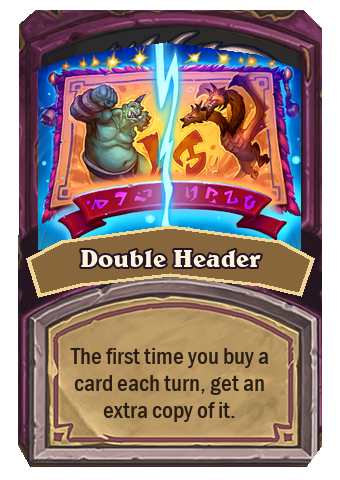 Double Header
The first time you buy a
card each turn, get an
extra copy of it.